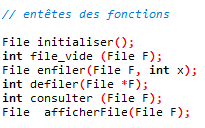 // entêtes des fonctions
File initialiser();
int file_vide (File F);
File enfiler(File F, int x);
int defiler(File *F);
int consulter (File F);
File  afficherFile(File F);